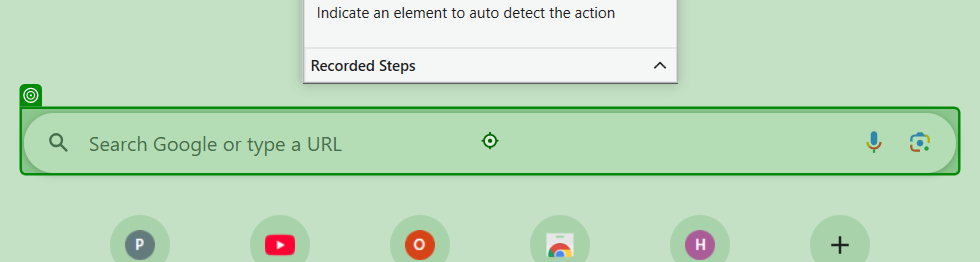 Indicate an element to auto detect the action
Recorded Steps
Search Google or type a URL
P O H